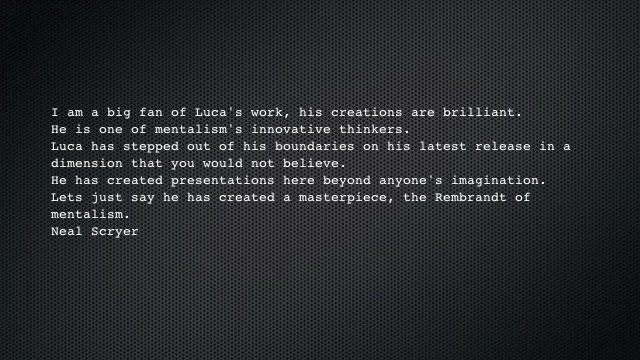 I am a big fan of Luca's work, his creations are brilliant.
He is one of mentalism's innovative thinkers.
Luca has stepped out of his boundaries on his latest release in a
dimension that you would not believe.
He has created presentations here beyond anyone's imagination.
Lets just say he has created a masterpiece, the Rembrandt of
mentalism.
Neal Scryer